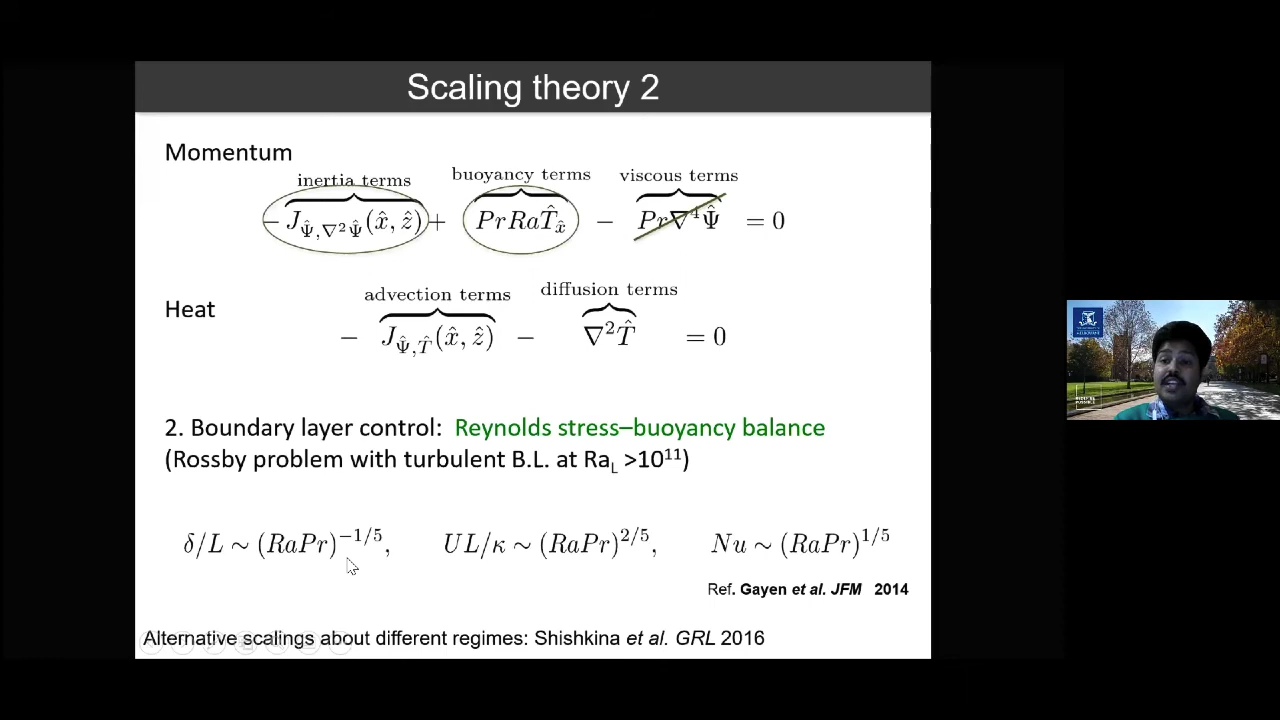 Scaling theory 2
Momentum
inertia terms buoyancy terms viscous terms
− J_{Ψ̂,∇²Ψ̂}(x̂, ẑ) + PrRaT̂_{x̂} − Pr∇⁴Ψ̂ = 0
advection terms diffusion terms
Heat
− J_{Ψ̂,T̂}(x̂, ẑ) − ∇²T̂ = 0
2. Boundary layer control: Reynolds stress–buoyancy balance
(Rossby problem with turbulent B.L. at Ra_L >10¹¹)
δ/L ∼ (RaPr)^{−1/5}, UL/κ ∼ (RaPr)^{2/5}, Nu ∼ (RaPr)^{1/5}
Ref. Gayen et al. JFM 2014
Alternative scalings about different regimes: Shishkina et al. GRL 2016